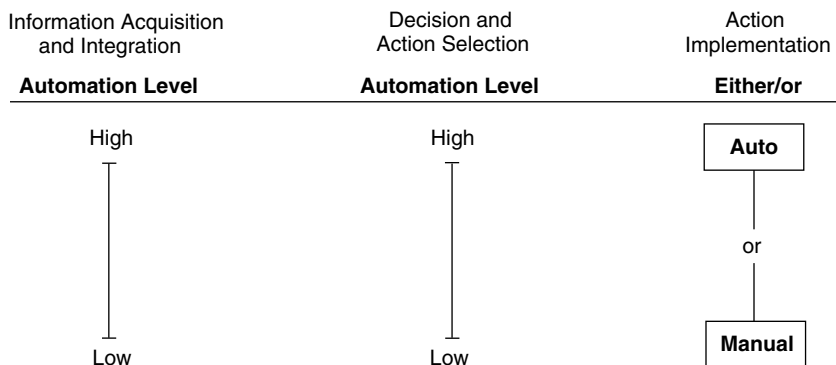 Information Acquisition
and Integration
Decision and
Action Selection
Action
Implementation
Automation Level
Automation Level
Either/or
High
High
Auto
or
Low
Low
Manual